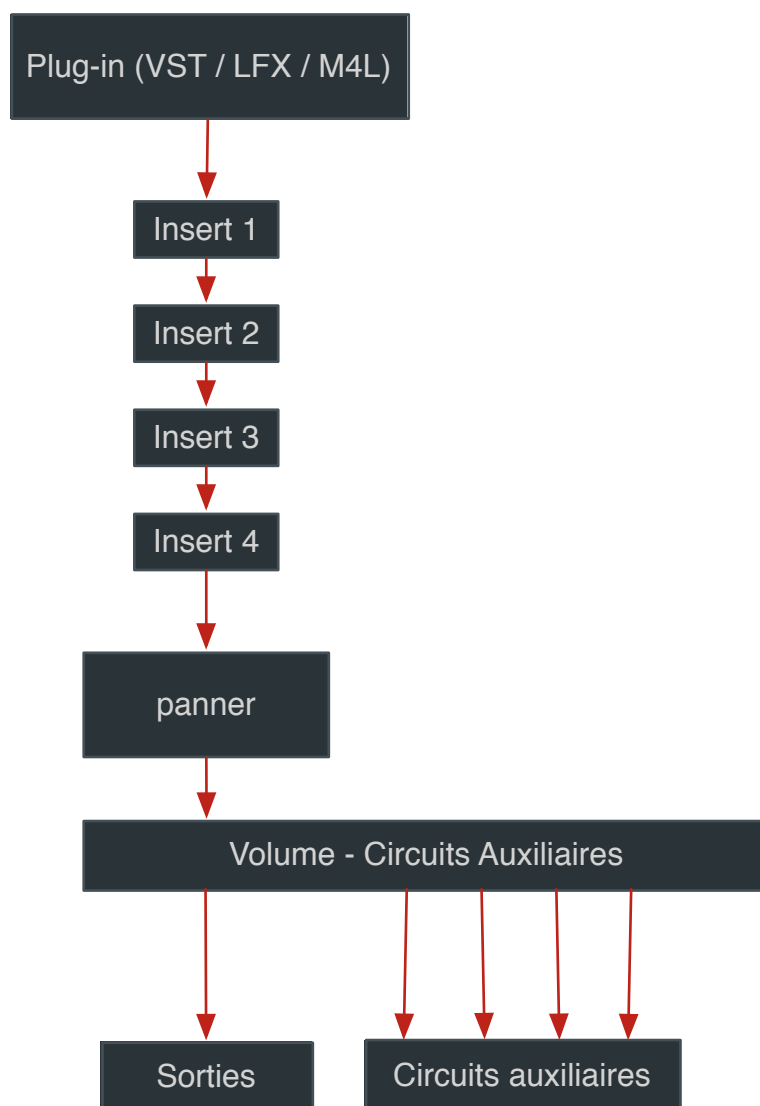 Plug-in (VST / LFX / M4L)
Insert 1
Insert 2
Insert 3
Insert 4
panner
Volume - Circuits Auxiliaires
Sorties
Circuits auxiliaires